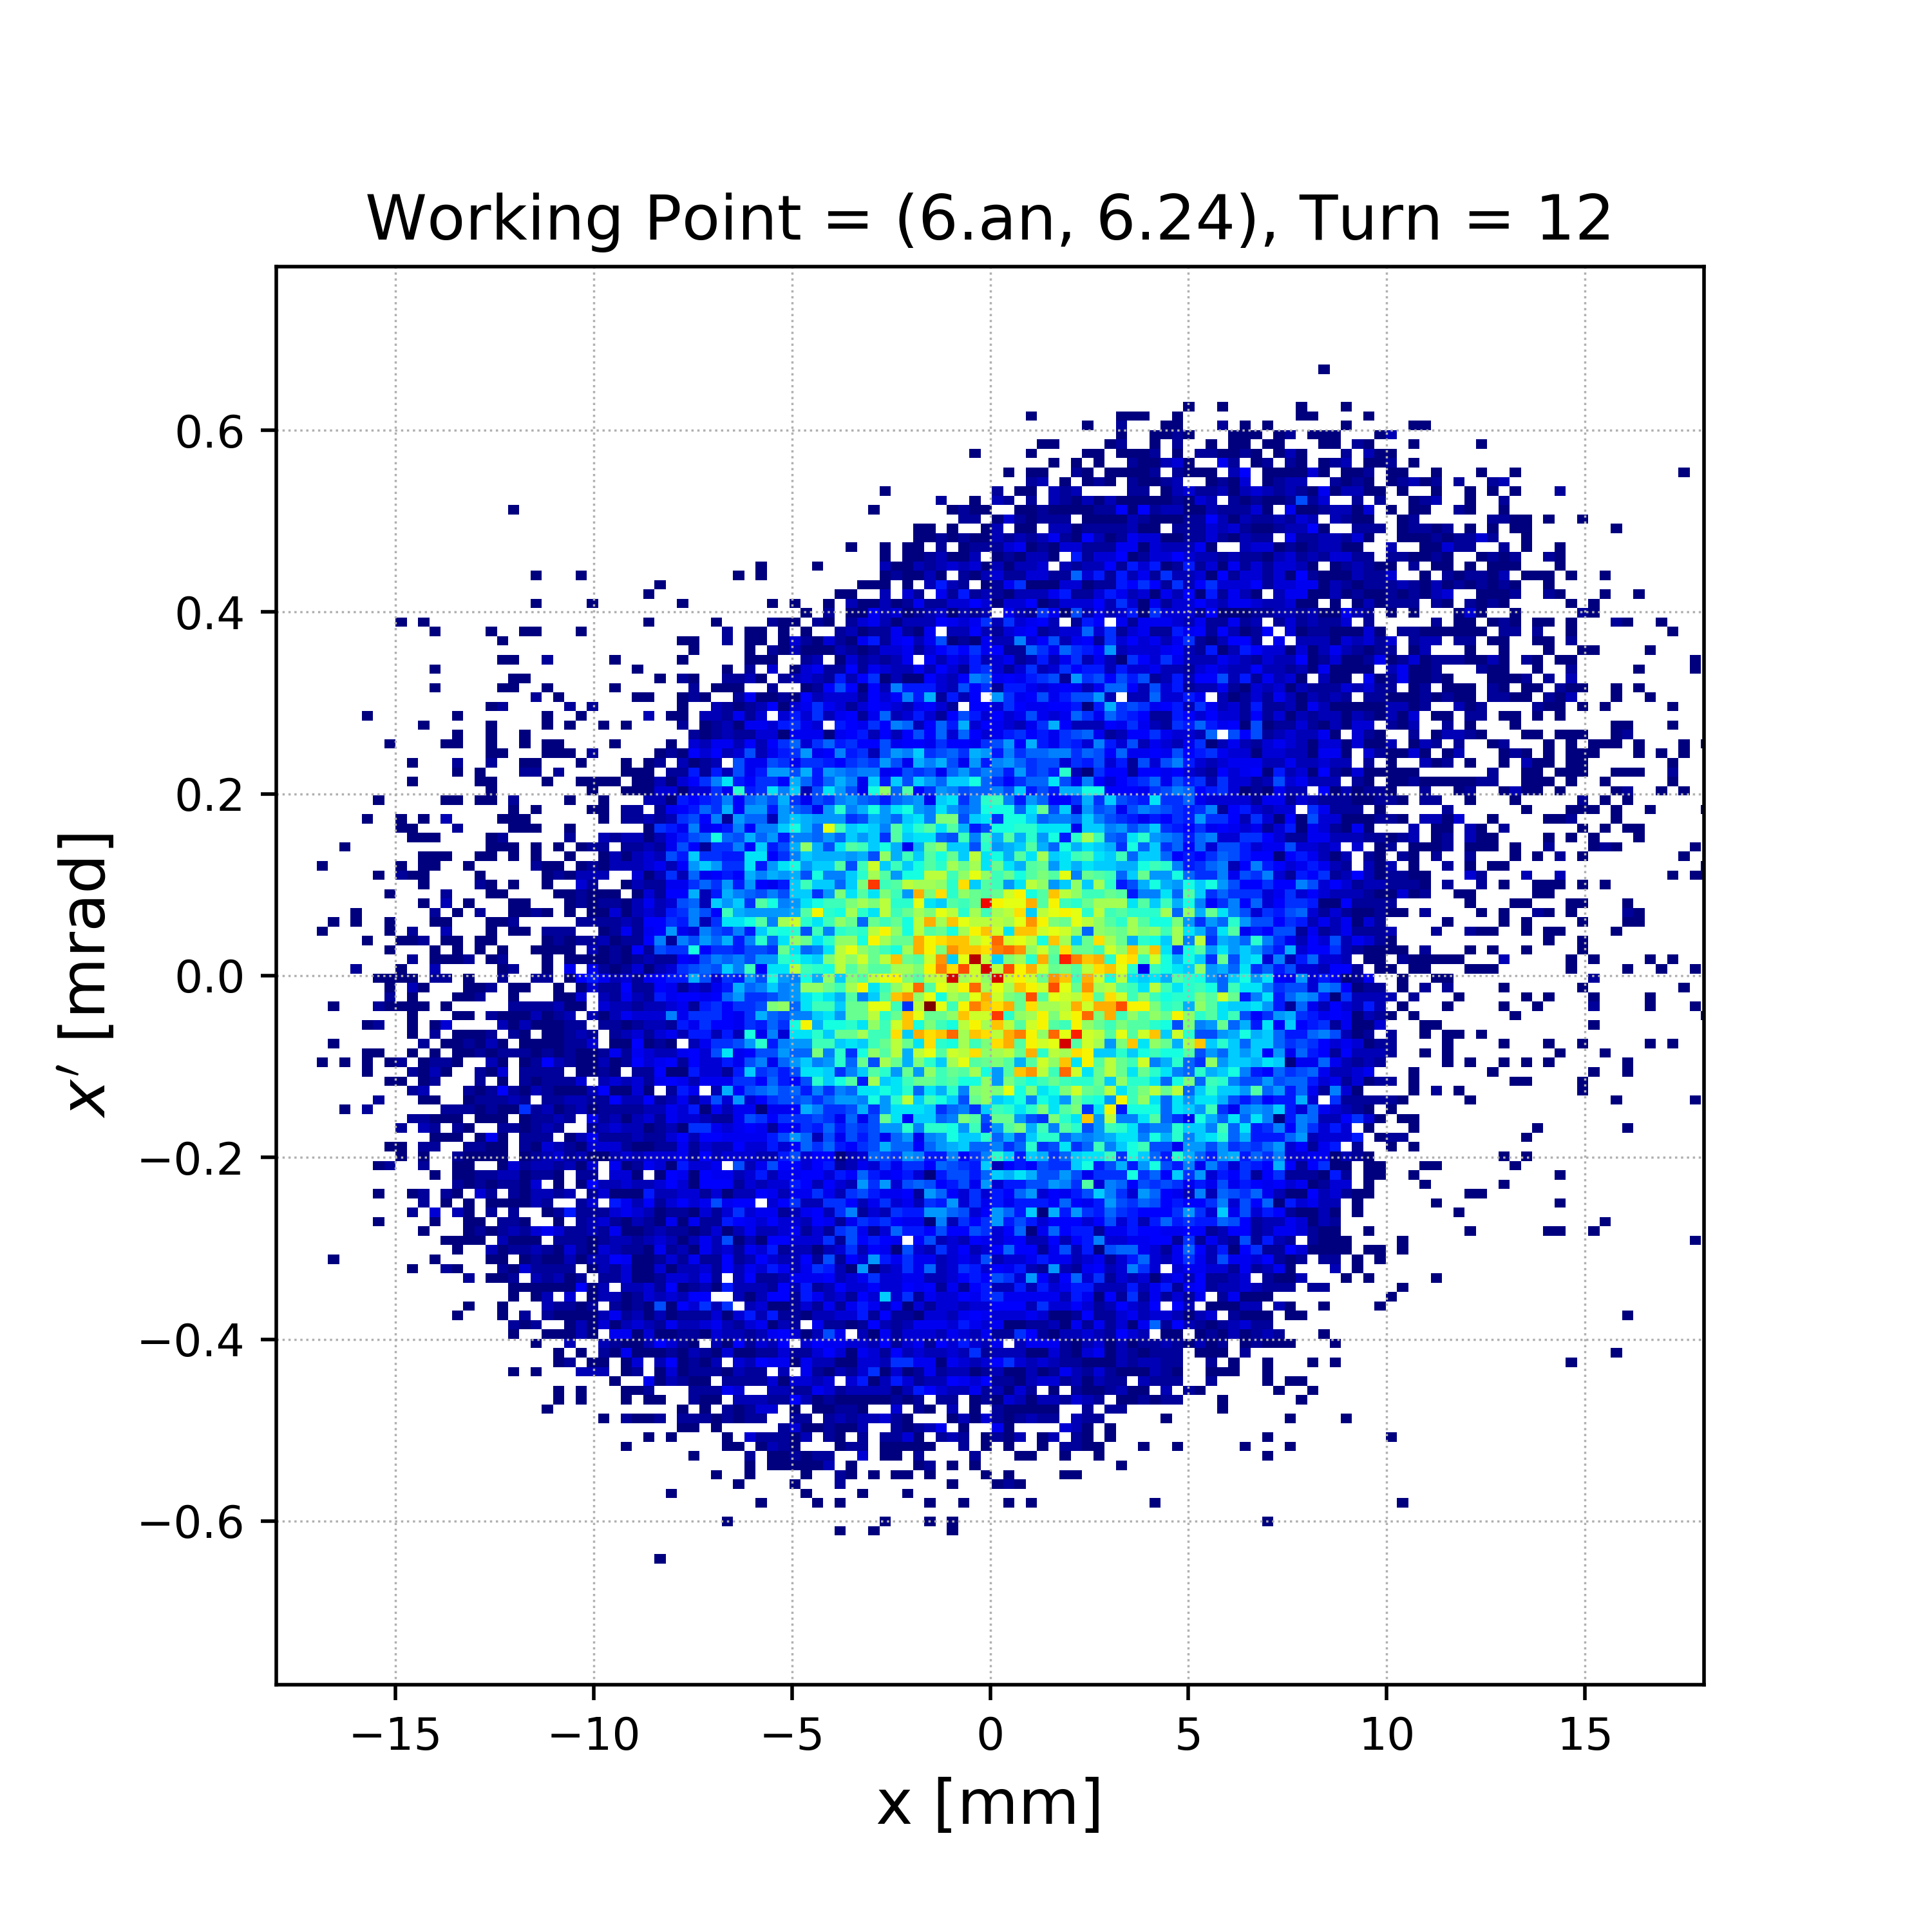 Working Point = (6.an, 6.24), Turn = 12
0.6
0.4
0.2
0.0
−0.2
−0.4
−0.6
x′ [mrad]
−15 −10 −5 0 5 10 15
x [mm]